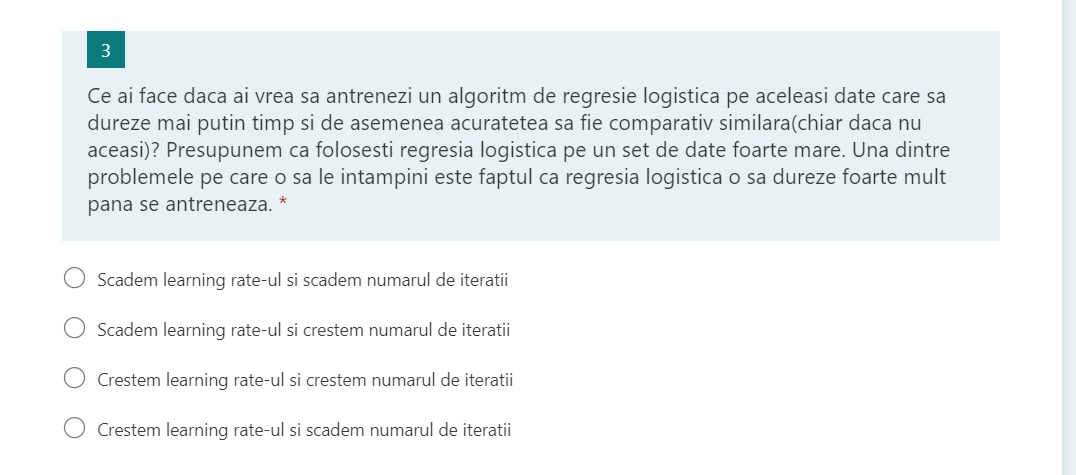 3
Ce ai face daca ai vrea sa antrenezi un algoritm de regresie logistica pe aceleasi date care sa
dureze mai putin timp si de asemenea acuratetea sa fie comparativ similara(chiar daca nu
aceasi)? Presupunem ca folosesti regresia logistica pe un set de date foarte mare. Una dintre
problemele pe care o sa le intampini este faptul ca regresia logistica o sa dureze foarte mult
pana se antreneaza. *
Scadem learning rate-ul si scadem numarul de iteratii
Scadem learning rate-ul si crestem numarul de iteratii
Crestem learning rate-ul si crestem numarul de iteratii
Crestem learning rate-ul si scadem numarul de iteratii